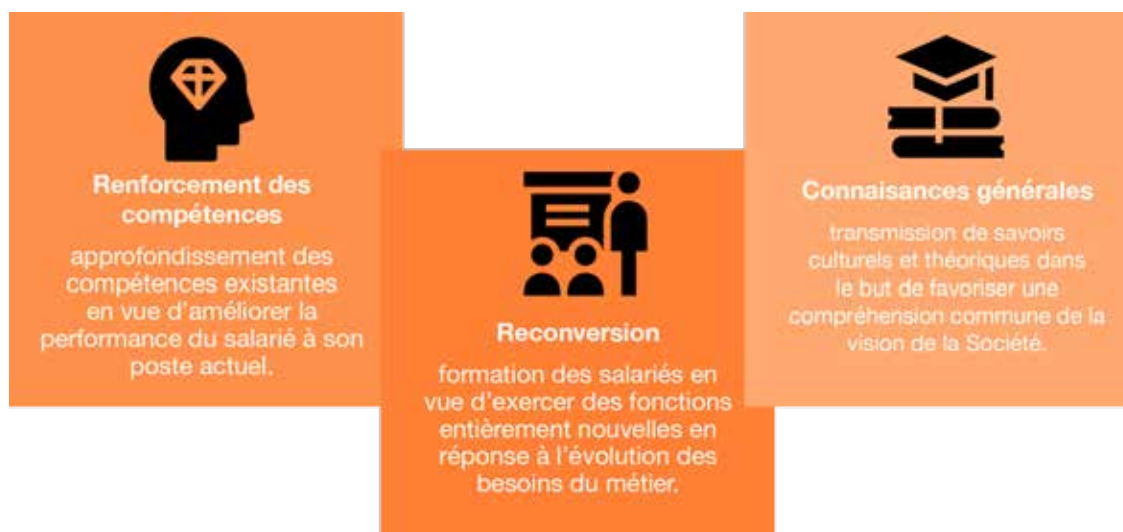 Renforcement des
compétences
approfondissement des
compétences existantes
en vue d'améliorer la
performance du salarié à son
poste actuel.
Reconversion
formation des salariés en
vue d'exercer des fonctions
entièrement nouvelles en
réponse à l'évolution des
besoins du métier.
Connaisances générales
transmission de savoirs
culturels et théoriques dans
le but de favoriser une
compréhension commune de la
vision de la Société.